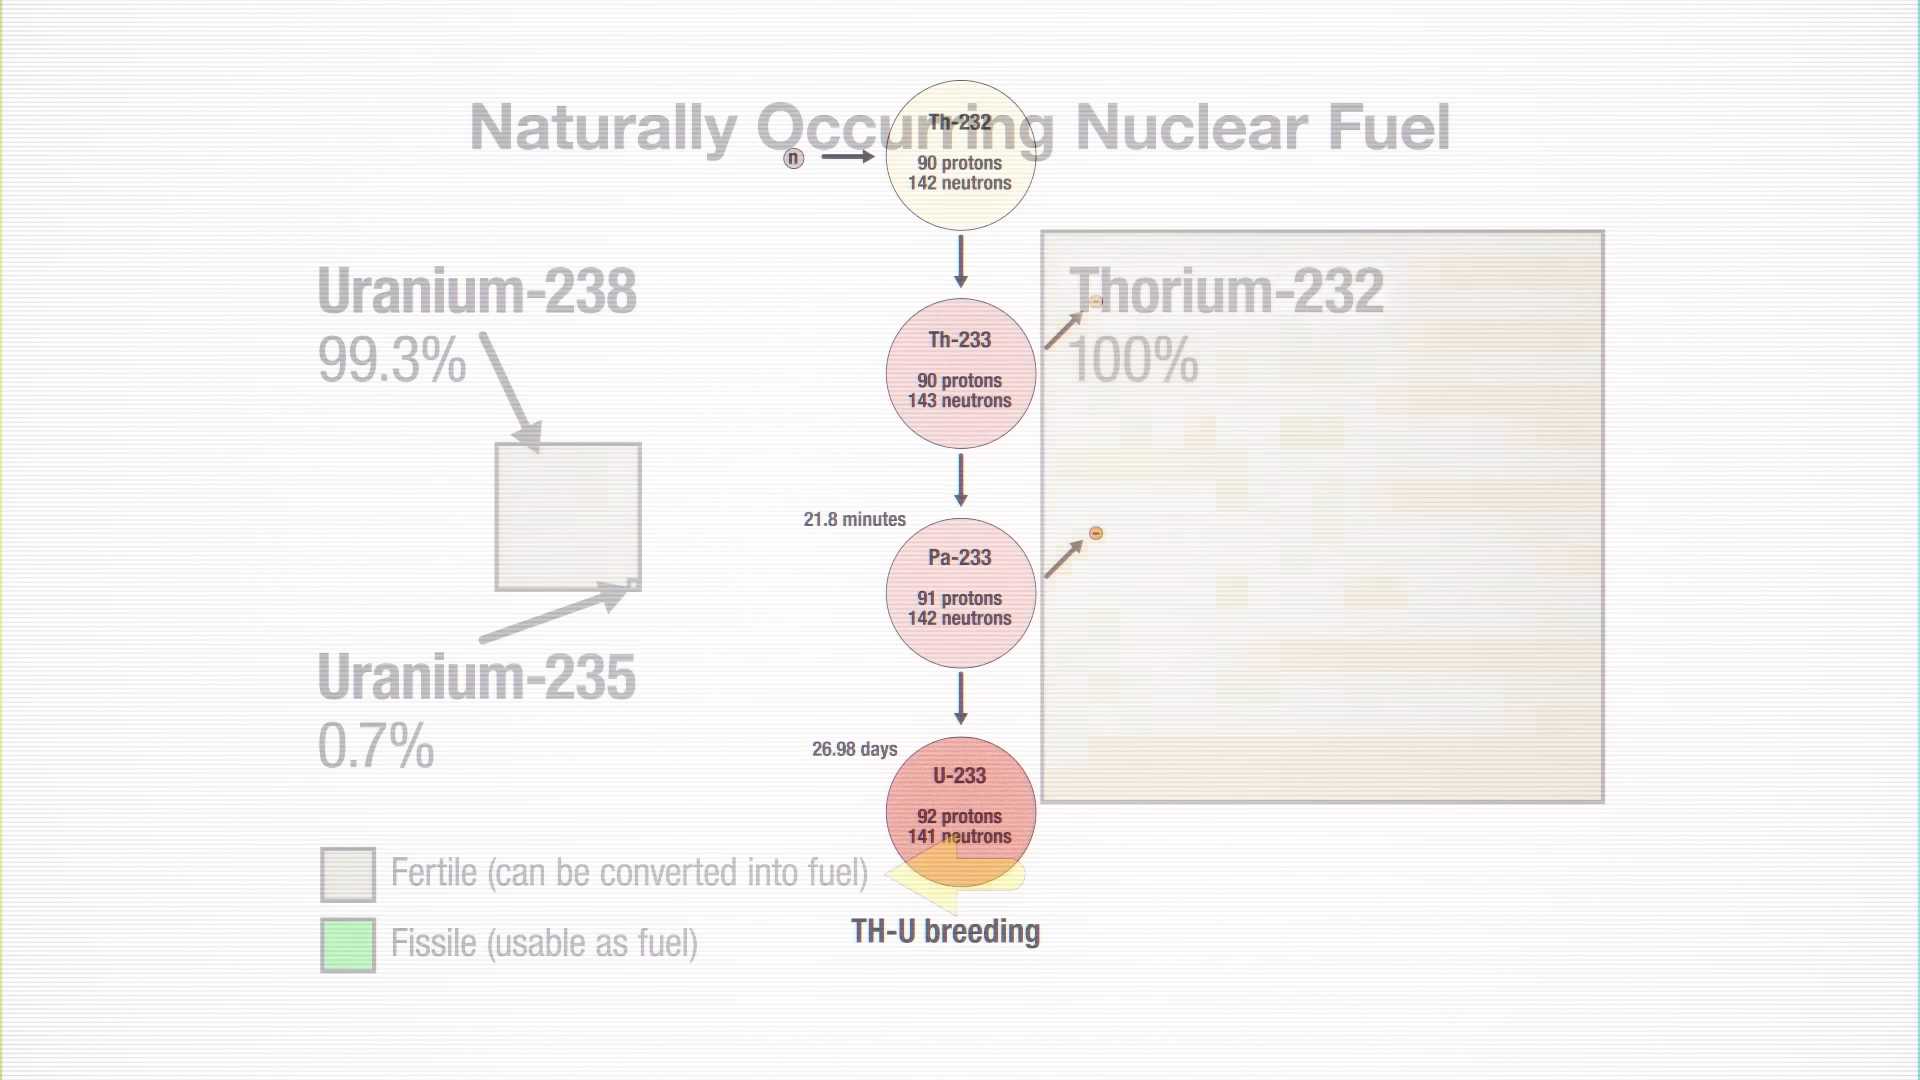 Naturally Occurring Nuclear Fuel
Th-232
n
90 protons
142 neutrons
Uranium-238
99.3%
Thorium-232
100%
Th-233
90 protons
143 neutrons
21.8 minutes
Pa-233
91 protons
142 neutrons
Uranium-235
0.7%
26.98 days
U-233
92 protons
141 neutrons
Fertile (can be converted into fuel)
Fissile (usable as fuel)
TH-U breeding